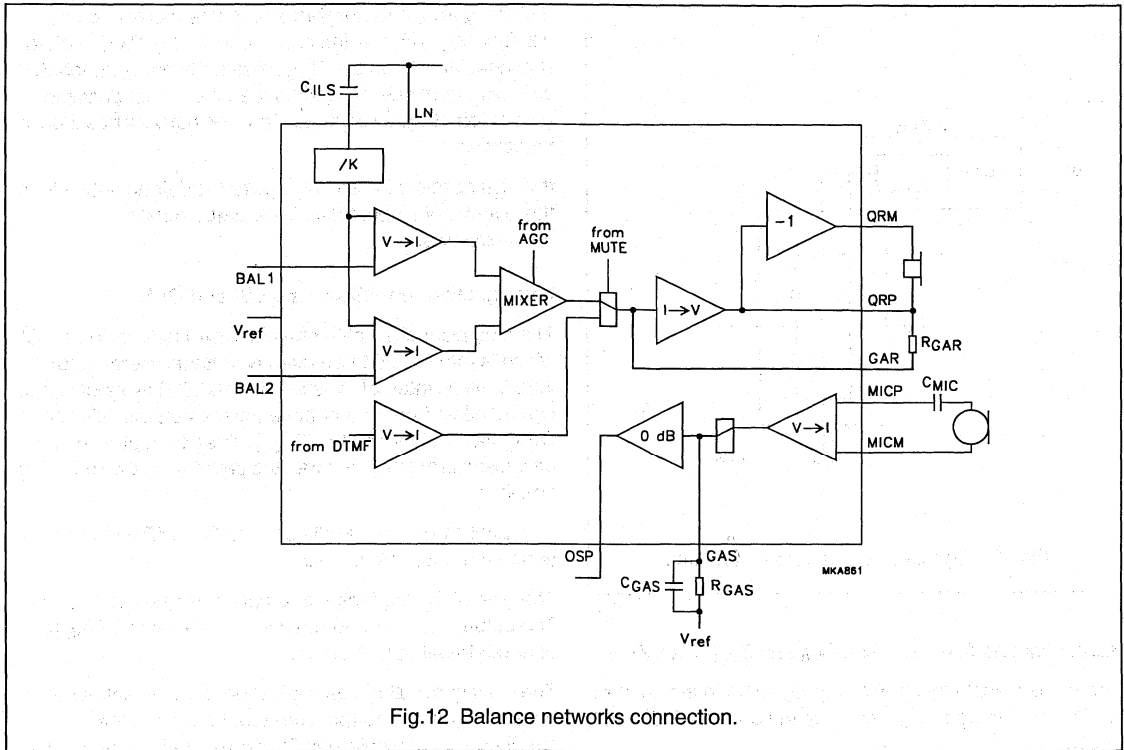 C_ILS
LN
/K
V→I
BAL1
from
AGC
MIXER
from
MUTE
I→V
-1
QRM
QRP
R_GAR
GAR
V_ref
V→I
BAL2
from DTMF
V→I
0 dB
V→I
MICP
C_MIC
MICM
OSP
GAS
C_GAS
R_GAS
V_ref
MKA861
Fig.12 Balance networks connection.